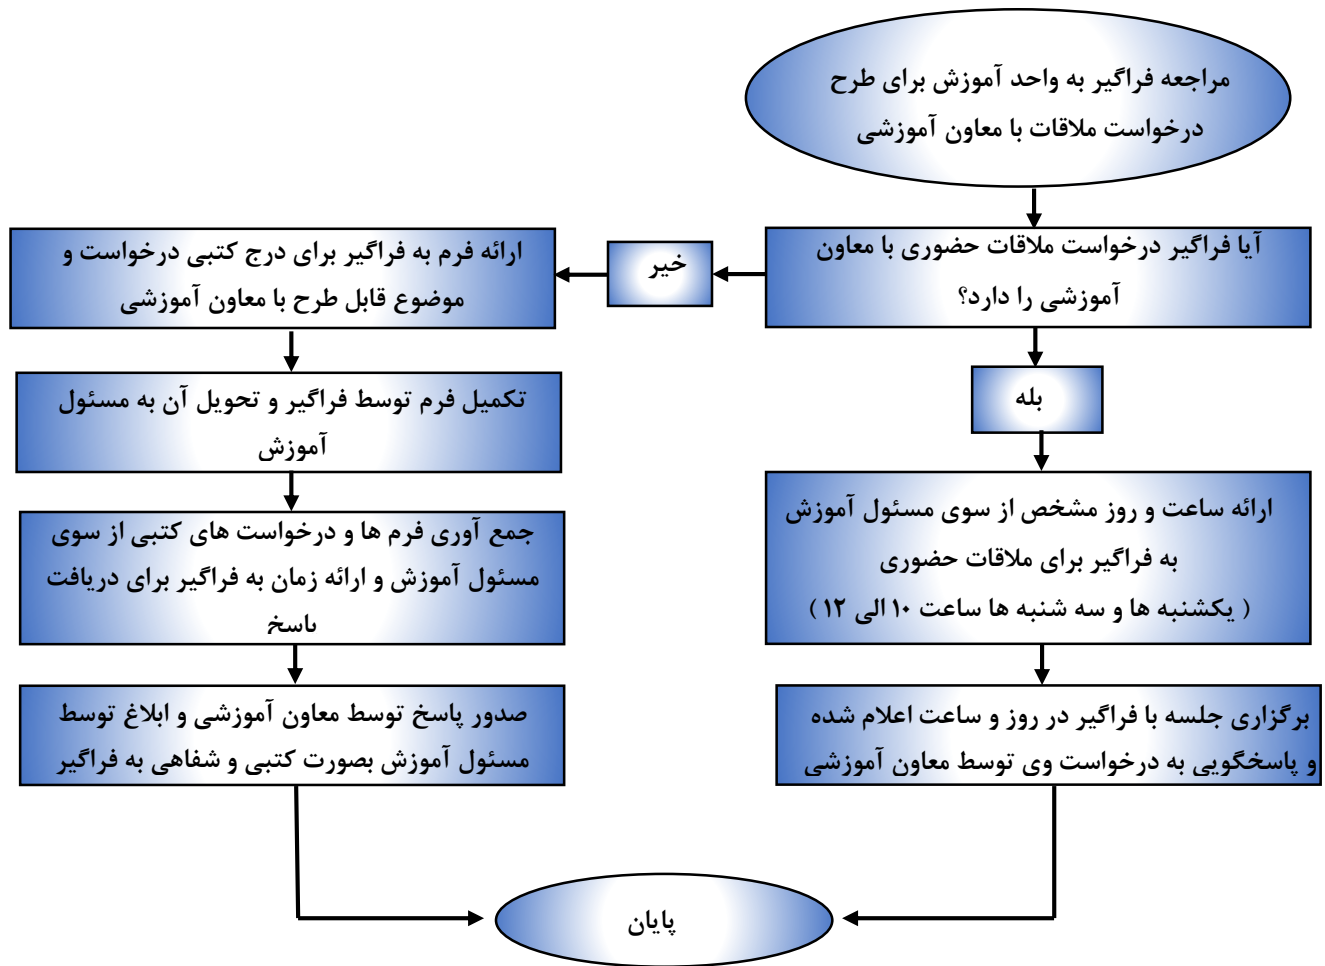 مراجعه فراگیر به واحد آموزش برای طرح
درخواست ملاقات با معاون آموزشی
آیا فراگیر درخواست ملاقات حضوری با معاون
آموزشی را دارد؟
خیر
ارائه فرم به فراگیر برای درج کتبی درخواست و
موضوع قابل طرح با معاون آموزشی
تکمیل فرم توسط فراگیر و تحویل آن به مسئول
آموزش
جمع آوری فرم ها و درخواست های کتبی از سوی
مسئول آموزش و ارائه زمان به فراگیر برای دریافت
پاسخ
صدور پاسخ توسط معاون آموزشی و ابلاغ توسط
مسئول آموزش بصورت کتبی و شفاهی به فراگیر
بله
ارائه ساعت و روز مشخص از سوی مسئول آموزش
به فراگیر برای ملاقات حضوری
( یکشنبه ها و سه شنبه ها ساعت ۱۰ الی ۱۲ )
برگزاری جلسه با فراگیر در روز و ساعت اعلام شده
و پاسخگویی به درخواست وی توسط معاون آموزشی
پایان